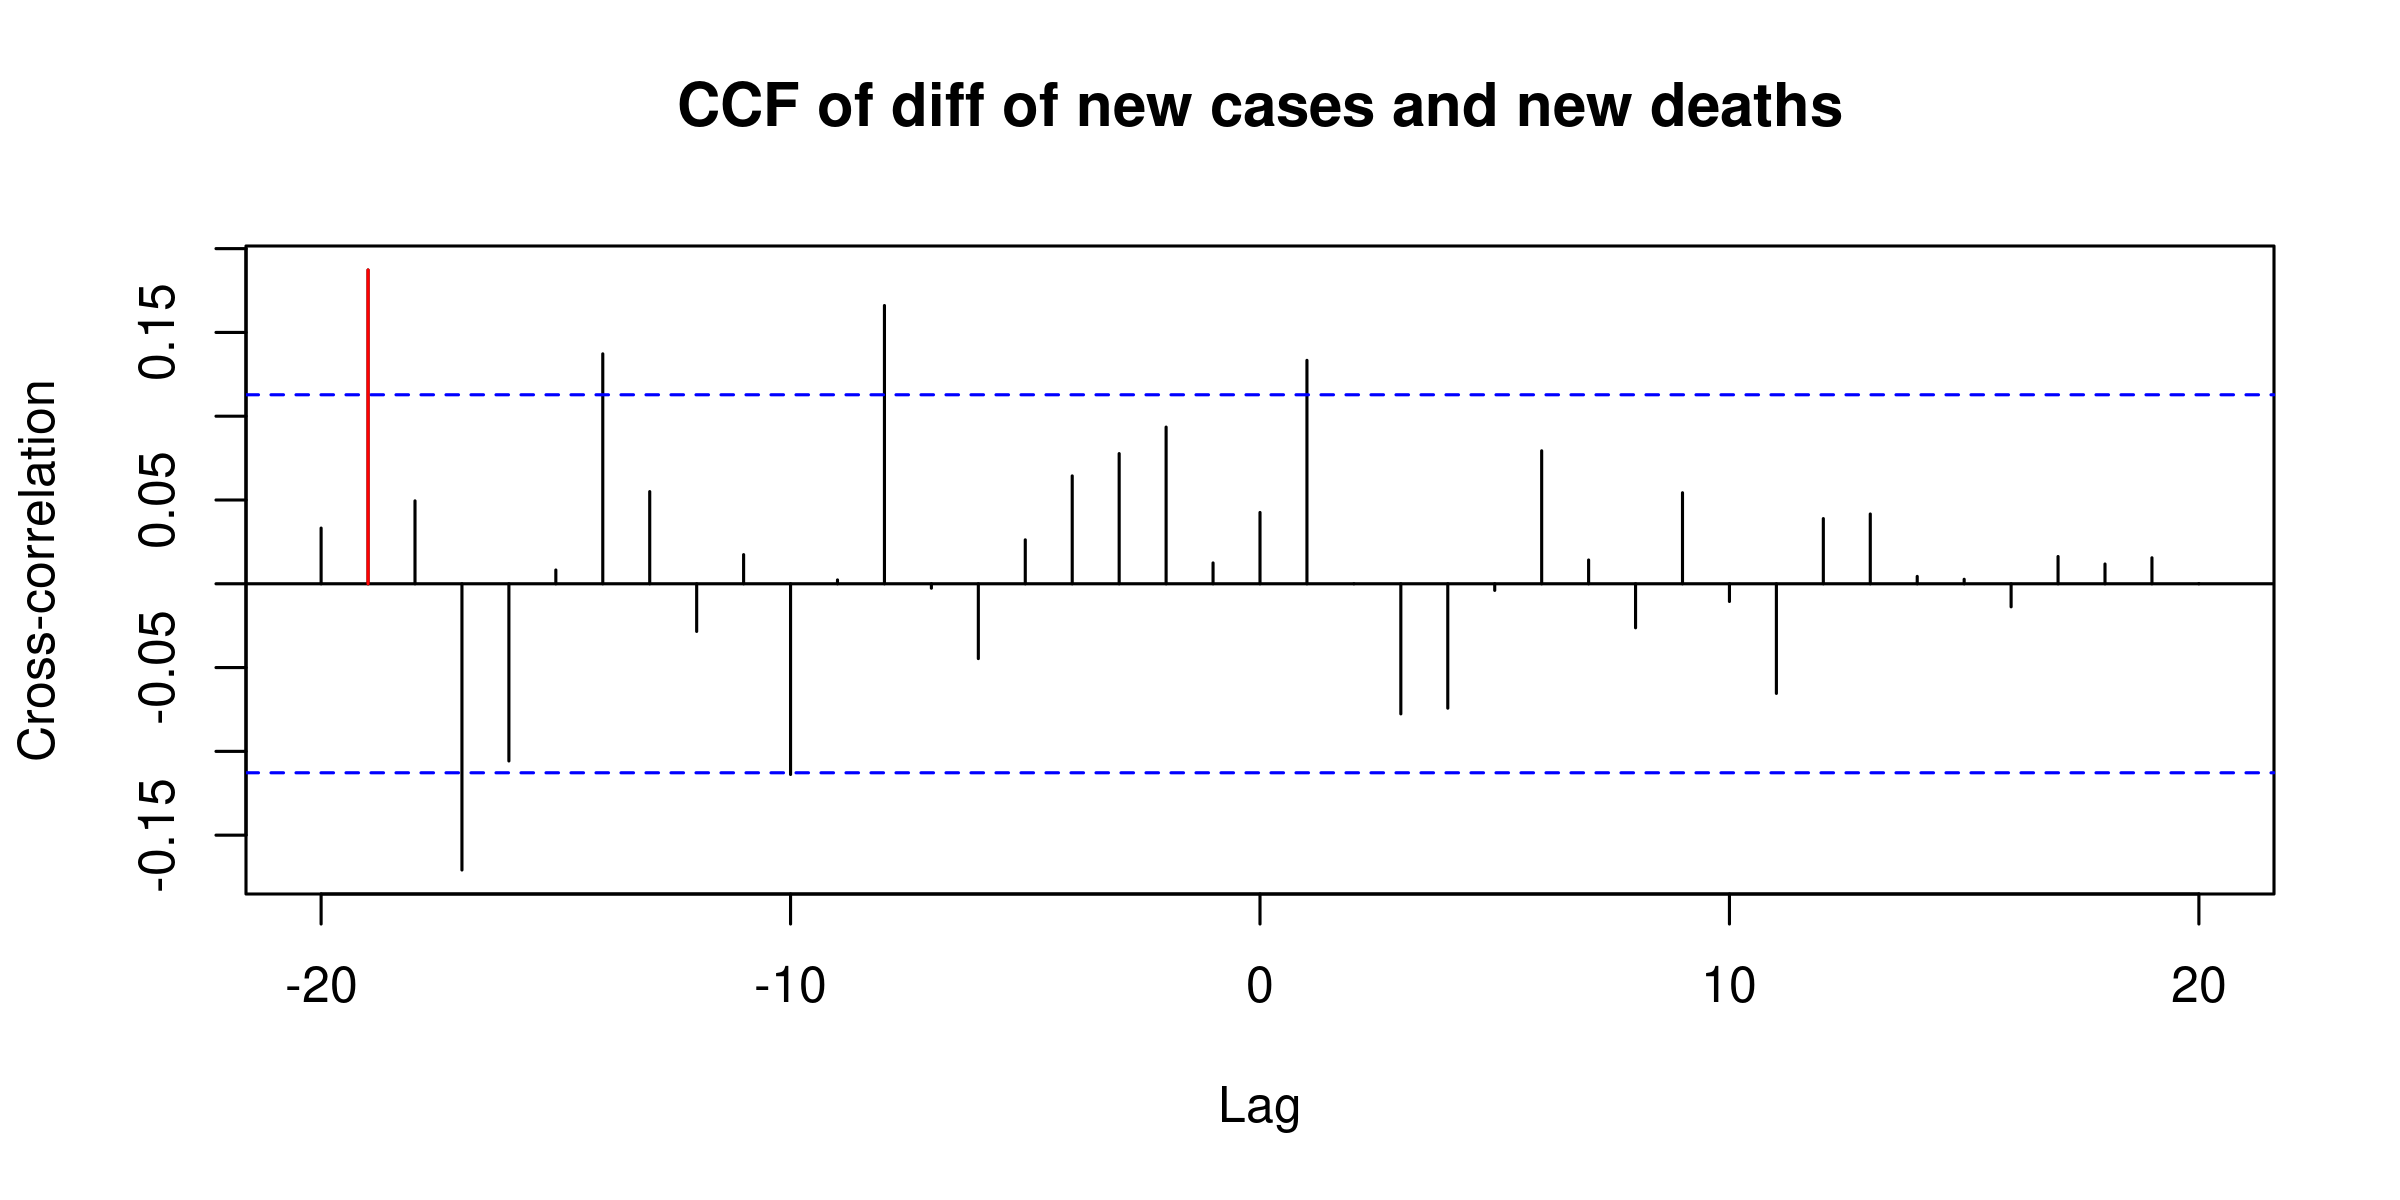 CCF of diff of new cases and new deaths
Cross-correlation
0.15
0.05
-0.05
-0.15
-20 -10 0 10 20
Lag